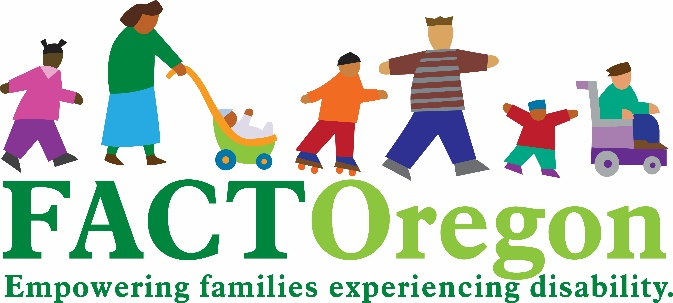 FACTOregon
Empowering families experiencing disability.